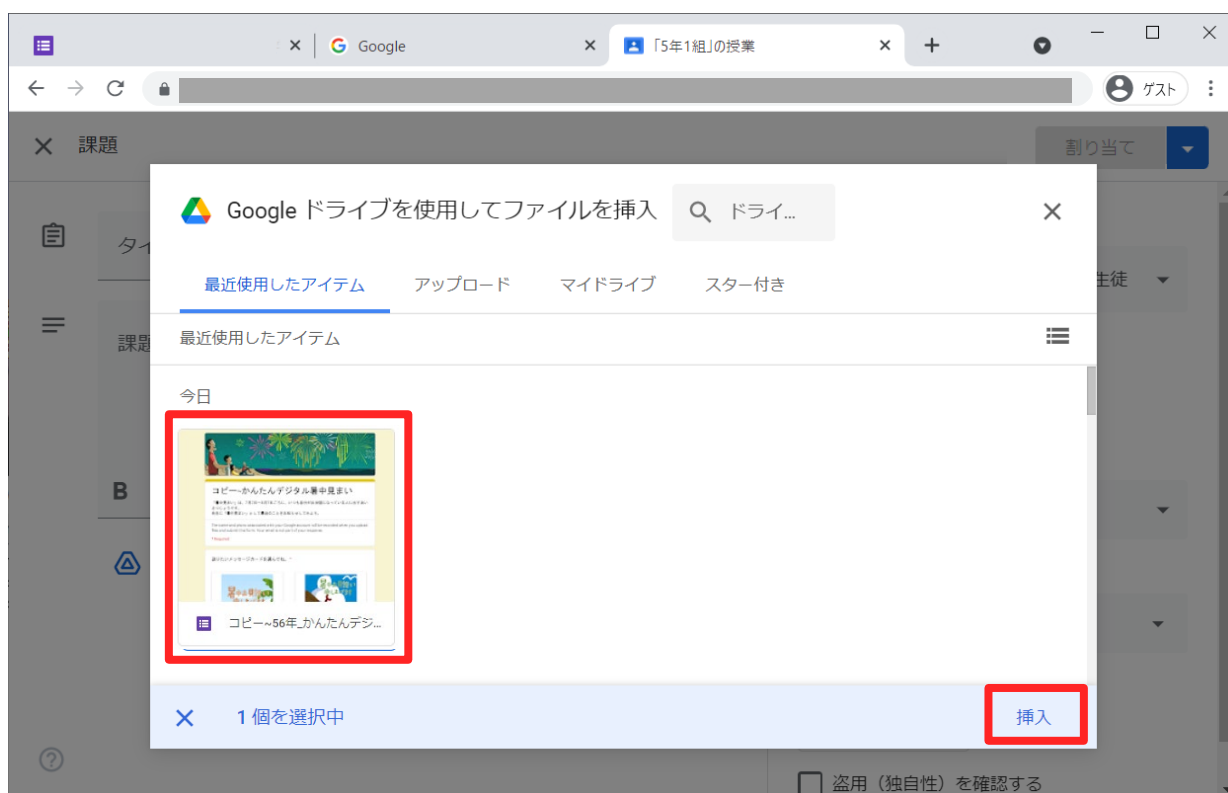 Google
「5年1組」の授業
ゲスト
課題
割り当て
Google ドライブを使用してファイルを挿入
ドライ...
タイ
生徒
最近使用したアイテム アップロード マイドライブ スター付き
課題
最近使用したアイテム
今日
コピー~かんたんデジタル暑中見まい
B
コピー~56年_かんたんデジ...
1 個を選択中
挿入
盗用（独自性）を確認する